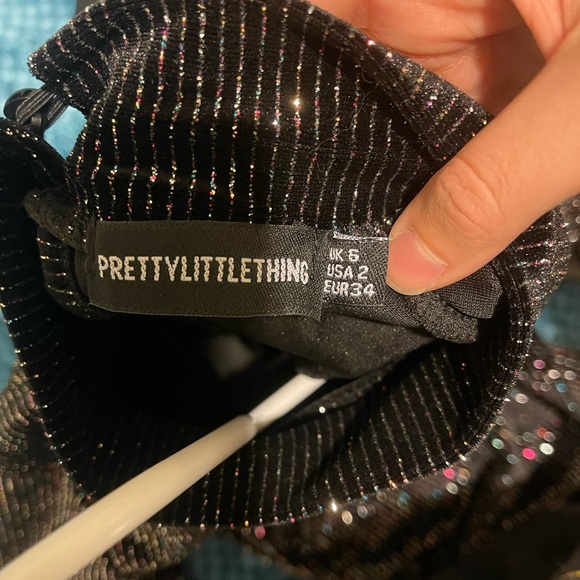 PRETTYLITTLETHING
UK 6
USA 2
EUR 34